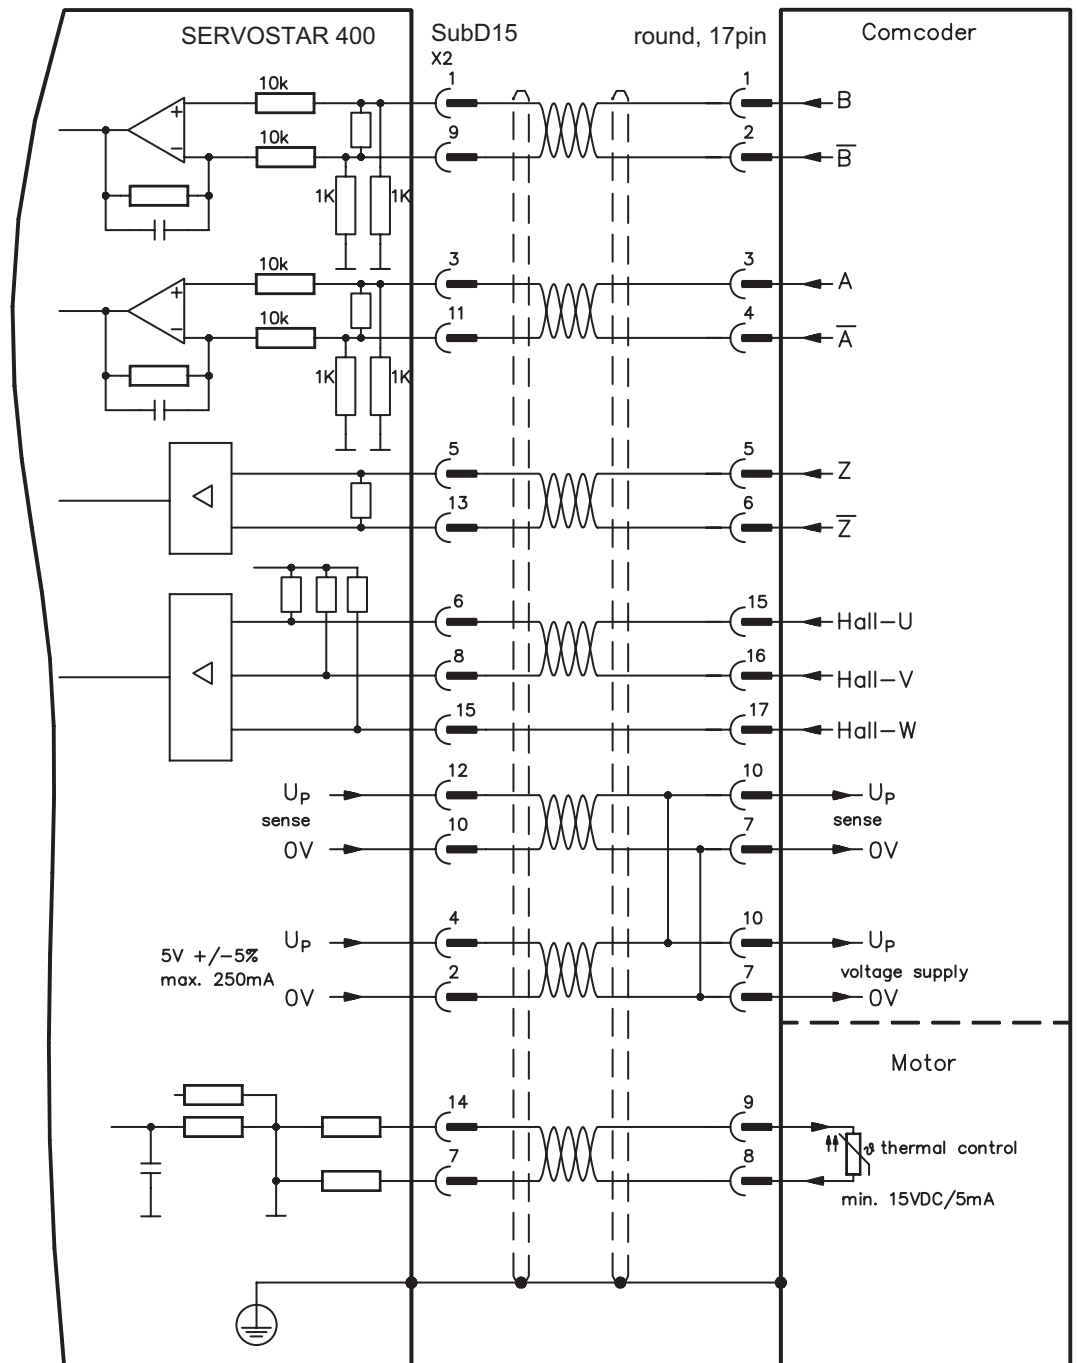 SERVOSTAR 400 SubD15 round, 17pin Comcoder
X2
10k 1 1 B
+
10k 9 2 B̅
−
1K 1K
10k 3 3 A
+
10k 11 4 A̅
−
1K 1K
5 5 Z
13 6 Z̅
6 15 Hall-U
8 16 Hall-V
15 17 Hall-W
UP 12 10 UP
sense sense
0V 10 7 0V
UP 4 10 UP
5V +/-5%
max. 250mA
voltage supply
0V 2 7 0V
Motor
14 9
ϑ thermal control
7 8
min. 15VDC/5mA